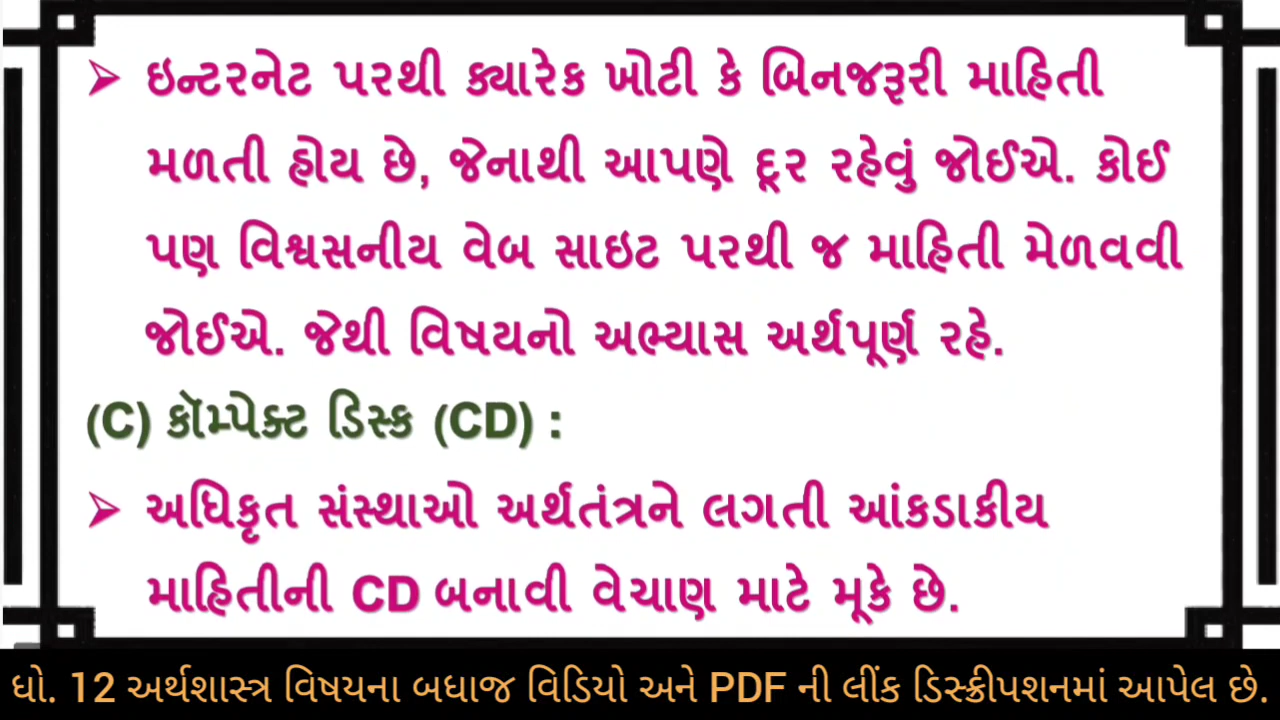 ➢ ઇન્ટરનેટ પરથી ક્યારેક ખોટી કે બિનજરૂરી માહિતી
મળતી હોય છે, જેનાથી આપણે દૂર રહેવું જોઈએ. કોઈ
પણ વિશ્વસનીય વેબ સાઇટ પરથી જ માહિતી મેળવવી
જોઈએ. જેથી વિષયનો અભ્યાસ અર્થપૂર્ણ રહે.
(C) કૉમ્પેક્ટ ડિસ્ક (CD) :
➢ અધિકૃત સંસ્થાઓ અર્થતંત્રને લગતી આંકડાકીય
માહિતીની CD બનાવી વેચાણ માટે મૂકે છે.
ધો. 12 અર્થશાસ્ત્ર વિષયના બધાજ વિડિયો અને PDF ની લીંક ડિસ્ક્રીપશનમાં આપેલ છે.